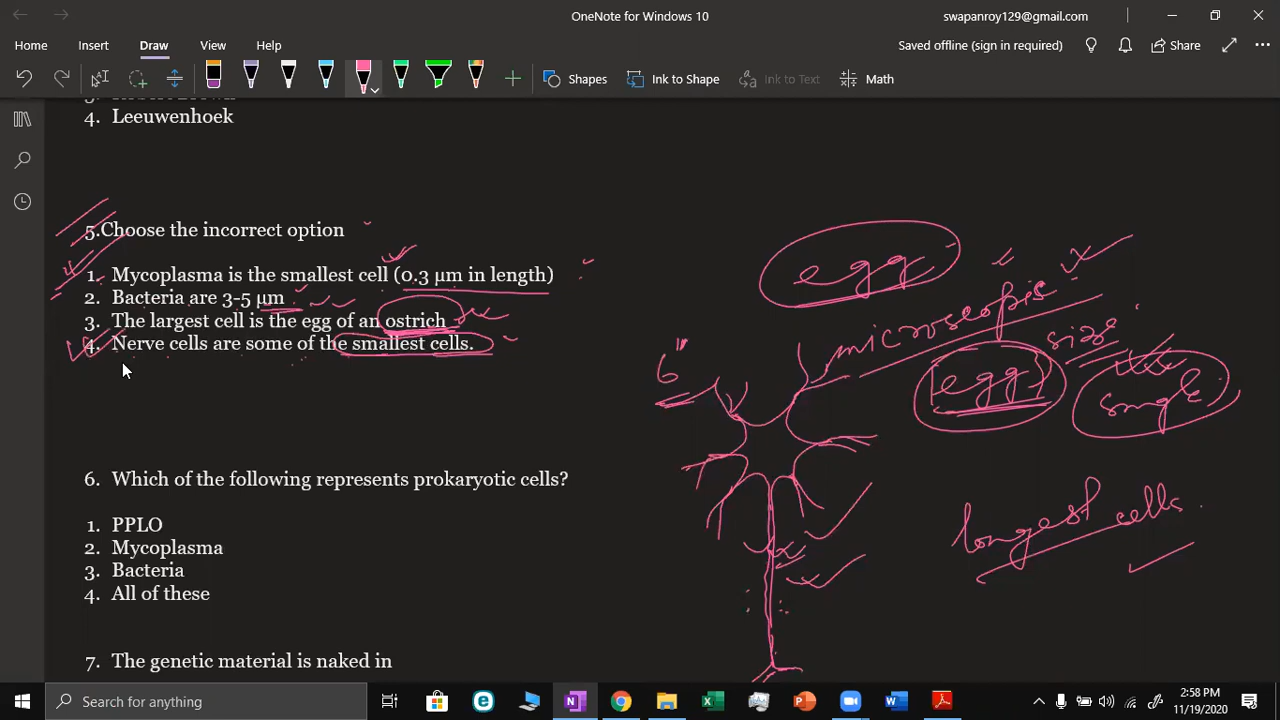 OneNote for Windows 10
swapanroy129@gmail.com
Home Insert Draw View Help
Saved offline (sign in required)
Share
Shapes
Ink to Shape
Ink to Text
Math
4. Leeuwenhoek
5.Choose the incorrect option
1. Mycoplasma is the smallest cell (0.3 µm in length)
2. Bacteria are 3-5 µm
3. The largest cell is the egg of an ostrich
4. Nerve cells are some of the smallest cells.
egg
microscopic
6"
size
egg
single
longest cells
6. Which of the following represents prokaryotic cells?
1. PPLO
2. Mycoplasma
3. Bacteria
4. All of these
7. The genetic material is naked in
Search for anything
2:58 PM
11/19/2020